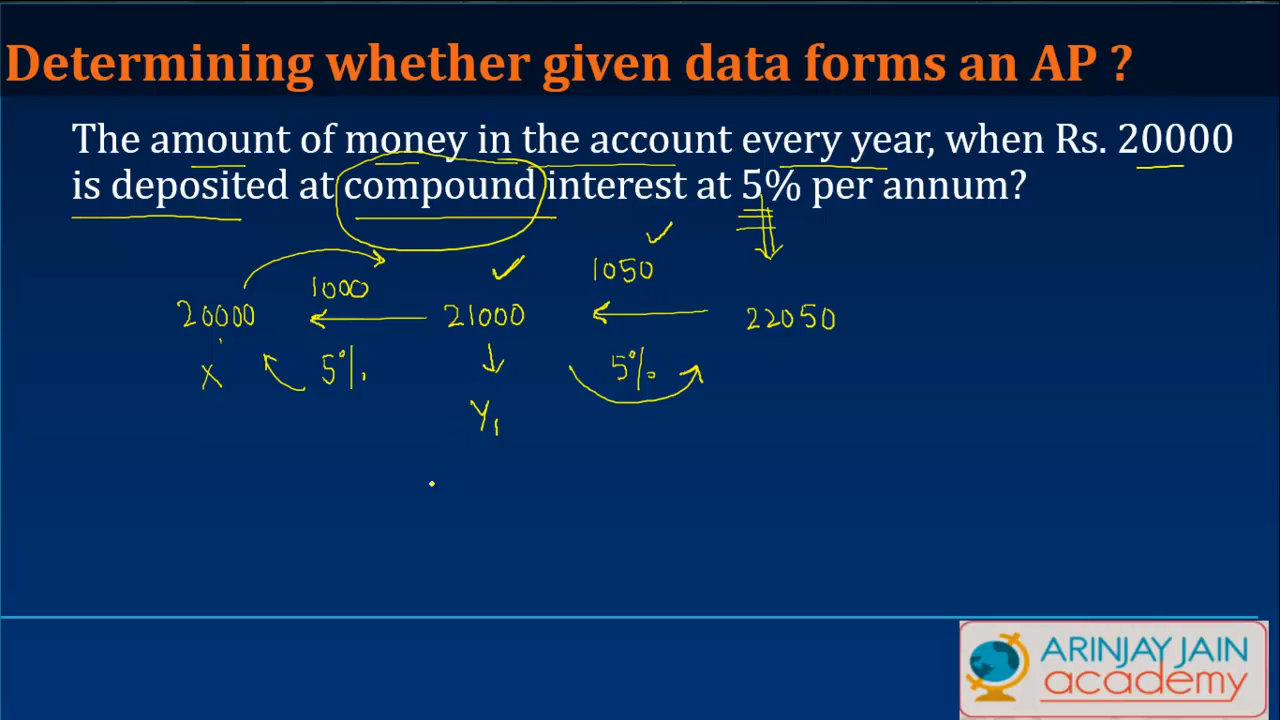 Determining whether given data forms an AP ?
The amount of money in the account every year, when Rs. 20000
is deposited at compound interest at 5% per annum?
1000 1050
20000 21000 22050
X 5% 5%
Y1
ARINJAY JAIN
academy